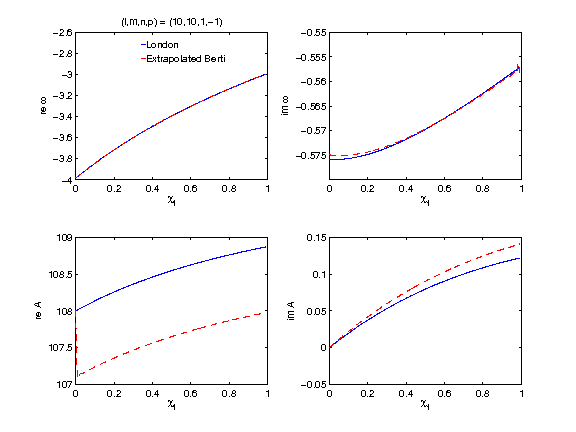 (l,m,n,p) = (10,10,1,−1)
London
Extrapolated Berti
re ω
−2.6
−2.8
−3
−3.2
−3.4
−3.6
−3.8
−4
0 0.2 0.4 0.6 0.8 1
χf
im ω
−0.55
−0.555
−0.56
−0.565
−0.57
−0.575
0 0.2 0.4 0.6 0.8 1
χf
re A
109
108.5
108
107.5
107
0 0.2 0.4 0.6 0.8 1
χf
im A
0.15
0.1
0.05
0
−0.05
0 0.2 0.4 0.6 0.8 1
χf